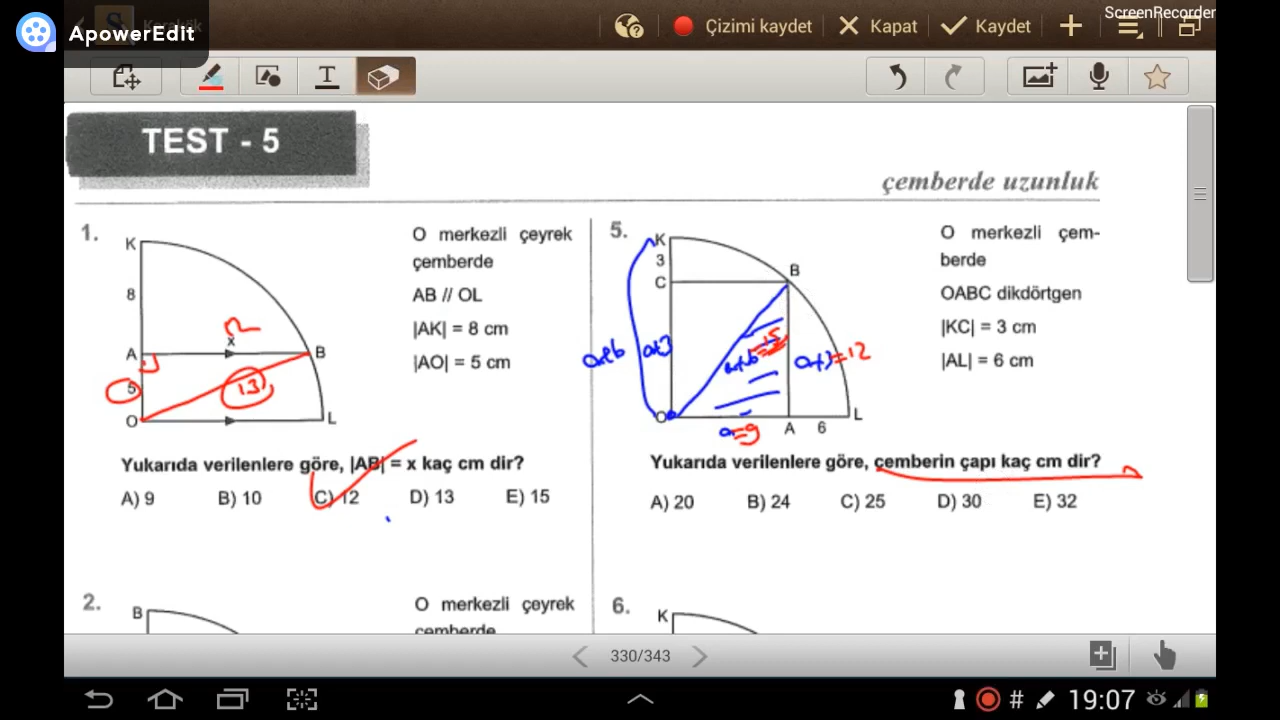 ScreenRecorder
ApoweREdit
Çizimi kaydet
Kapat
Kaydet
T
TEST - 5
çemberde uzunluk
1.
K
8
A
x
B
5
13
O
L
12
O merkezli çeyrek
çemberde
AB // OL
|AK| = 8 cm
|AO| = 5 cm
Yukarıda verilenlere göre, |AB| = x kaç cm dir?
A) 9 B) 10 C) 12 D) 13 E) 15
5.
K
3
C
B
a+6
a+3
a+6
=15
a+3=12
O
a=9
A
6
L
O merkezli çem-
berde
OABC dikdörtgen
|KC| = 3 cm
|AL| = 6 cm
Yukarıda verilenlere göre, çemberin çapı kaç cm dir?
A) 20 B) 24 C) 25 D) 30 E) 32
2.
B
O merkezli çeyrek
çemberde
6.
K
330/343
19:07